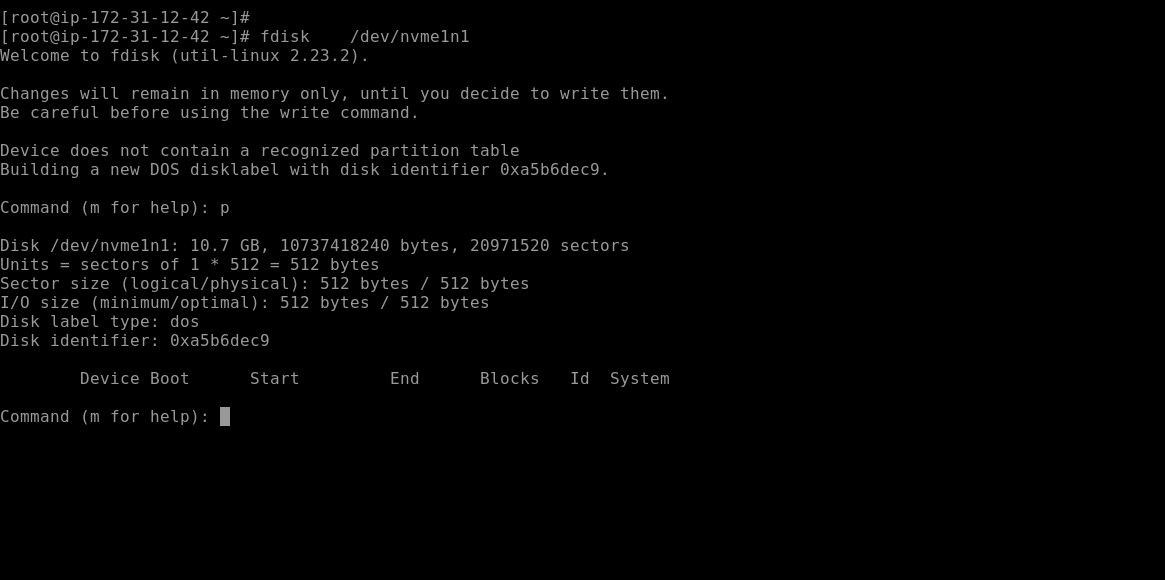 [root@ip-172-31-12-42 ~]#
[root@ip-172-31-12-42 ~]# fdisk    /dev/nvme1n1
Welcome to fdisk (util-linux 2.23.2).

Changes will remain in memory only, until you decide to write them.
Be careful before using the write command.

Device does not contain a recognized partition table
Building a new DOS disklabel with disk identifier 0xa5b6dec9.

Command (m for help): p

Disk /dev/nvme1n1: 10.7 GB, 10737418240 bytes, 20971520 sectors
Units = sectors of 1 * 512 = 512 bytes
Sector size (logical/physical): 512 bytes / 512 bytes
I/O size (minimum/optimal): 512 bytes / 512 bytes
Disk label type: dos
Disk identifier: 0xa5b6dec9

        Device Boot      Start         End      Blocks   Id  System

Command (m for help):